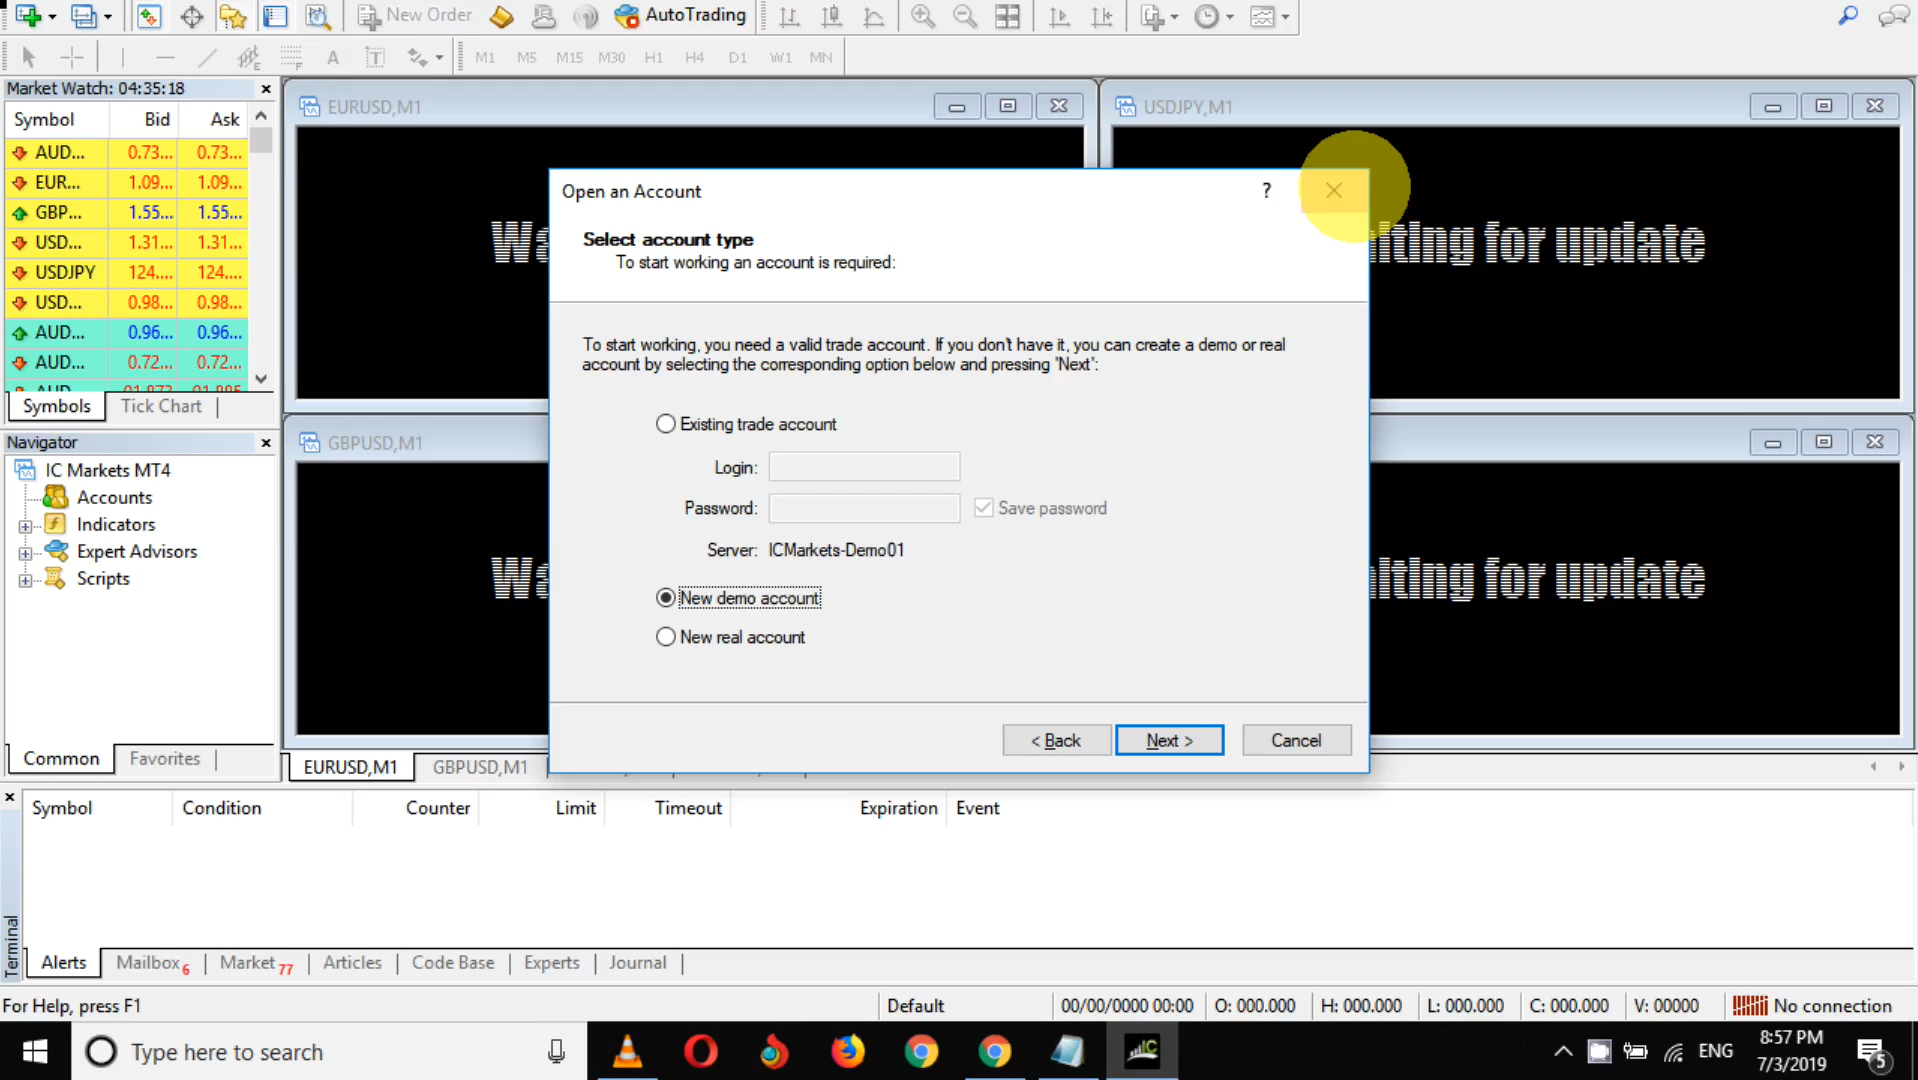 New Order
AutoTrading
A
T
M1 M5 M15 M30 H1 H4 D1 W1 MN
Market Watch: 04:35:18
Symbol Bid Ask
AUD... 0.73... 0.73...
EUR... 1.09... 1.09...
GBP... 1.55... 1.55...
USD... 1.31... 1.31...
USDJPY 124.... 124....
USD... 0.98... 0.98...
AUD... 0.96... 0.96...
AUD... 0.72... 0.72...
Symbols Tick Chart
Navigator
IC Markets MT4
Accounts
Indicators
Expert Advisors
Scripts
Common Favorites
EURUSD,M1
USDJPY,M1
GBPUSD,M1
Wa
iting for update
Wa
iting for update
Open an Account ?
Select account type
To start working an account is required:
To start working, you need a valid trade account. If you don't have it, you can create a demo or real
account by selecting the corresponding option below and pressing 'Next':
Existing trade account
Login:
Password: Save password
Server: ICMarkets-Demo01
New demo account
New real account
< Back Next > Cancel
EURUSD,M1 GBPUSD,M1
Symbol Condition Counter Limit Timeout Expiration Event
Terminal
Alerts Mailbox 6 Market 77 Articles Code Base Experts Journal
For Help, press F1 Default 00/00/0000 00:00 O: 000.000 H: 000.000 L: 000.000 C: 000.000 V: 00000 No connection
Type here to search
IC
ENG
8:57 PM
7/3/2019
5